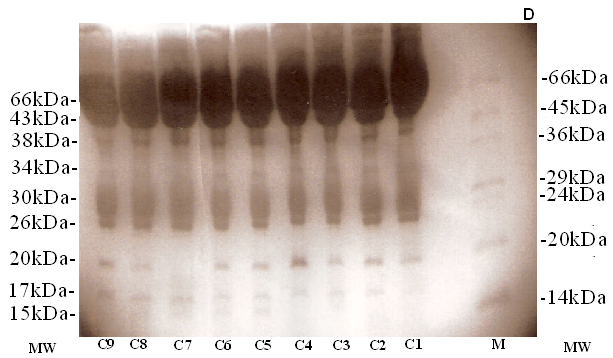 D
66kDa-
43kDa-
38kDa-
34kDa-
30kDa-
26kDa-
20kDa-
17kDa-
15kDa-
-66kDa
-45kDa
-36kDa
-29kDa
-24kDa
-20kDa
-14kDa
MW C9 C8 C7 C6 C5 C4 C3 C2 C1 M MW